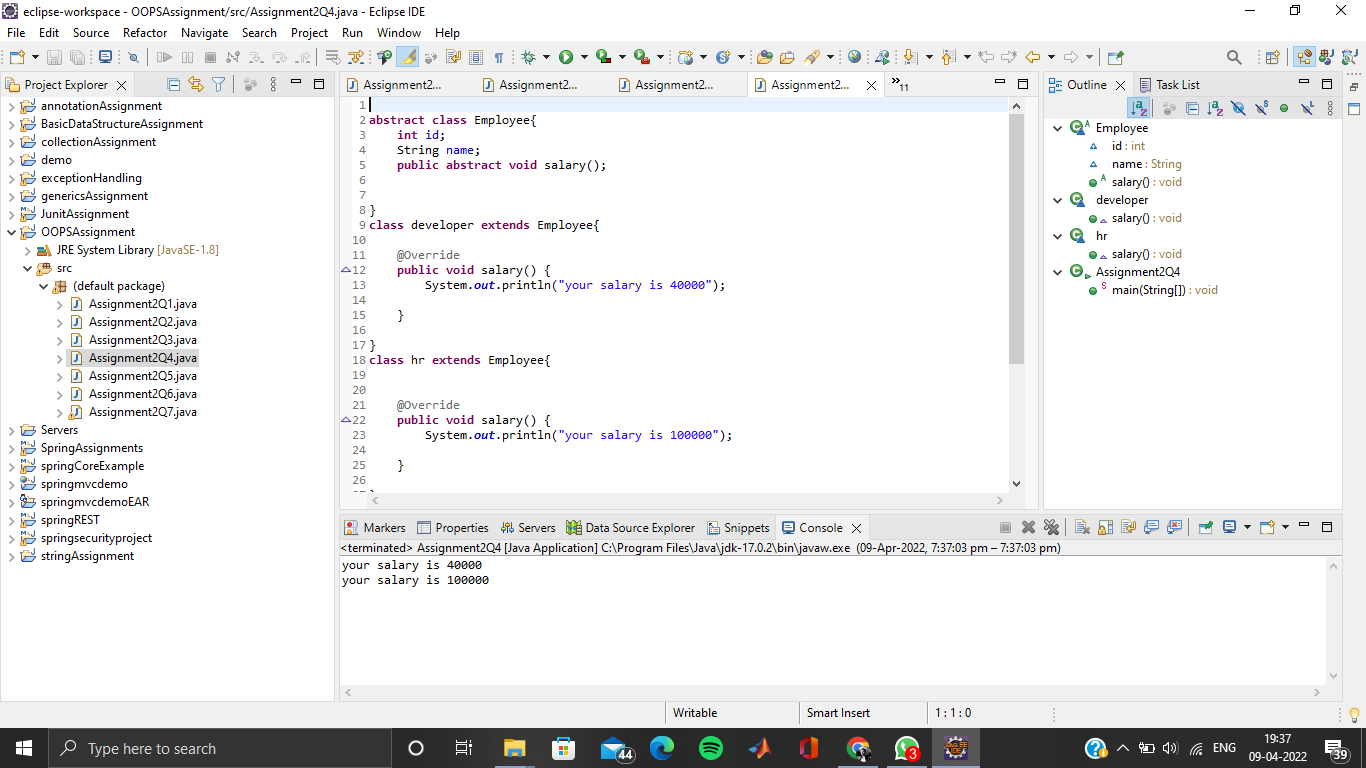 eclipse-workspace - OOPSAssignment/src/Assignment2Q4.java - Eclipse IDE
File Edit Source Refactor Navigate Search Project Run Window Help
Project Explorer
annotationAssignment
BasicDataStructureAssignment
collectionAssignment
demo
exceptionHandling
genericsAssignment
JunitAssignment
OOPSAssignment
JRE System Library [JavaSE-1.8]
src
(default package)
Assignment2Q1.java
Assignment2Q2.java
Assignment2Q3.java
Assignment2Q4.java
Assignment2Q5.java
Assignment2Q6.java
Assignment2Q7.java
Servers
SpringAssignments
springCoreExample
springmvcdemo
springmvcdemoEAR
springREST
springsecurityproject
stringAssignment
Assignment2... Assignment2... Assignment2... Assignment2... »11
1
2 abstract class Employee{
3 int id;
4 String name;
5 public abstract void salary();
6
7
8 }
9 class developer extends Employee{
10
11 @Override
12 public void salary() {
13 System.out.println("your salary is 40000");
14
15 }
16
17 }
18 class hr extends Employee{
19
20
21 @Override
22 public void salary() {
23 System.out.println("your salary is 100000");
24
25 }
26
Outline Task List
Employee
id : int
name : String
salary() : void
developer
salary() : void
hr
salary() : void
Assignment2Q4
main(String[]) : void
Markers Properties Servers Data Source Explorer Snippets Console
<terminated> Assignment2Q4 [Java Application] C:\Program Files\Java\jdk-17.0.2\bin\javaw.exe (09-Apr-2022, 7:37:03 pm – 7:37:03 pm)
your salary is 40000
your salary is 100000
Writable Smart Insert 1 : 1 : 0
Type here to search
44
3
ENG
19:37
09-04-2022
39